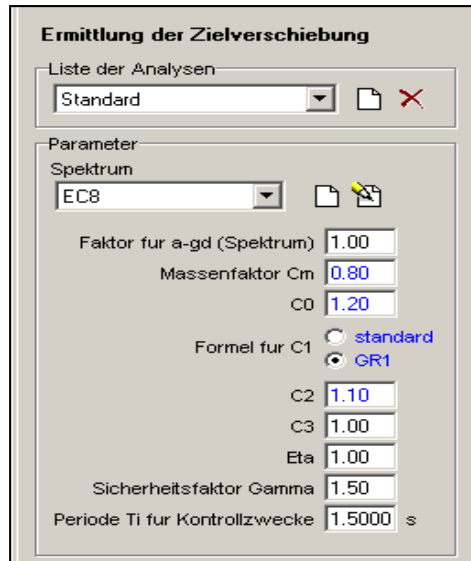 Ermittlung der Zielverschiebung
Liste der Analysen
Standard
Parameter
Spektrum
EC8
Faktor fur a-gd (Spektrum) 1.00
Massenfaktor Cm 0.80
C0 1.20
Formel fur C1 standard
GR1
C2 1.10
C3 1.00
Eta 1.00
Sicherheitsfaktor Gamma 1.50
Periode Ti fur Kontrollzwecke 1.5000 s